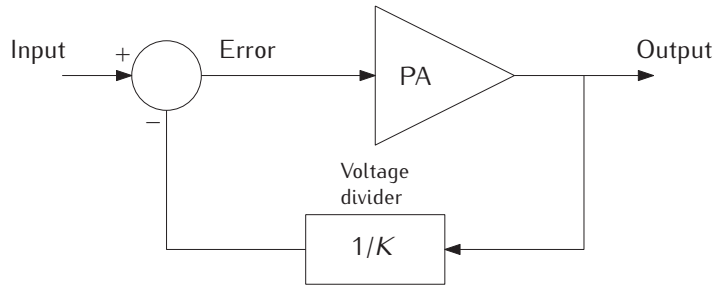 Input
+
Error
PA
Output
−
Voltage
divider
1/K